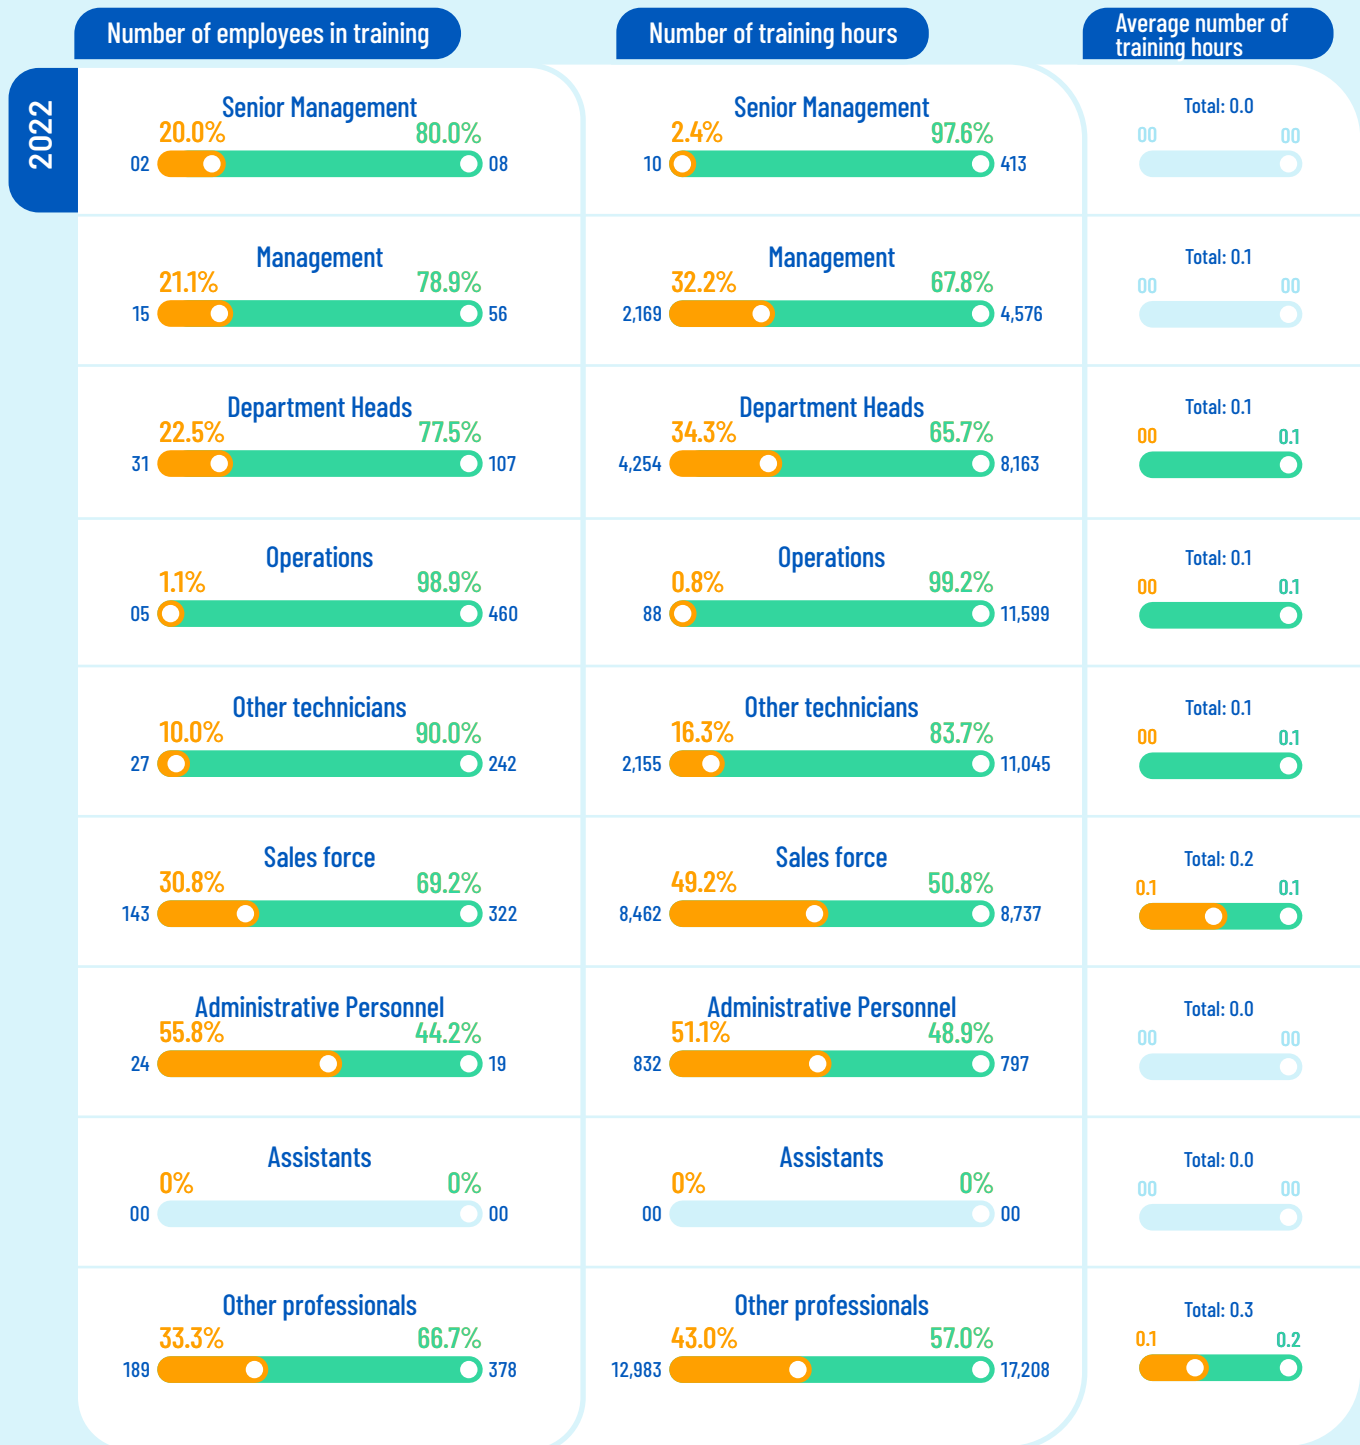 Number of employees in training
Number of training hours
Average number of
training hours
2022
Senior Management
20.0% 80.0%
02 08
Senior Management
2.4% 97.6%
10 413
Total: 0.0
00 00
Management
21.1% 78.9%
15 56
Management
32.2% 67.8%
2,169 4,576
Total: 0.1
00 00
Department Heads
22.5% 77.5%
31 107
Department Heads
34.3% 65.7%
4,254 8,163
Total: 0.1
00 0.1
Operations
1.1% 98.9%
05 460
Operations
0.8% 99.2%
88 11,599
Total: 0.1
00 0.1
Other technicians
10.0% 90.0%
27 242
Other technicians
16.3% 83.7%
2,155 11,045
Total: 0.1
00 0.1
Sales force
30.8% 69.2%
143 322
Sales force
49.2% 50.8%
8,462 8,737
Total: 0.2
0.1 0.1
Administrative Personnel
55.8% 44.2%
24 19
Administrative Personnel
51.1% 48.9%
832 797
Total: 0.0
00 00
Assistants
0% 0%
00 00
Assistants
0% 0%
00 00
Total: 0.0
00 00
Other professionals
33.3% 66.7%
189 378
Other professionals
43.0% 57.0%
12,983 17,208
Total: 0.3
0.1 0.2